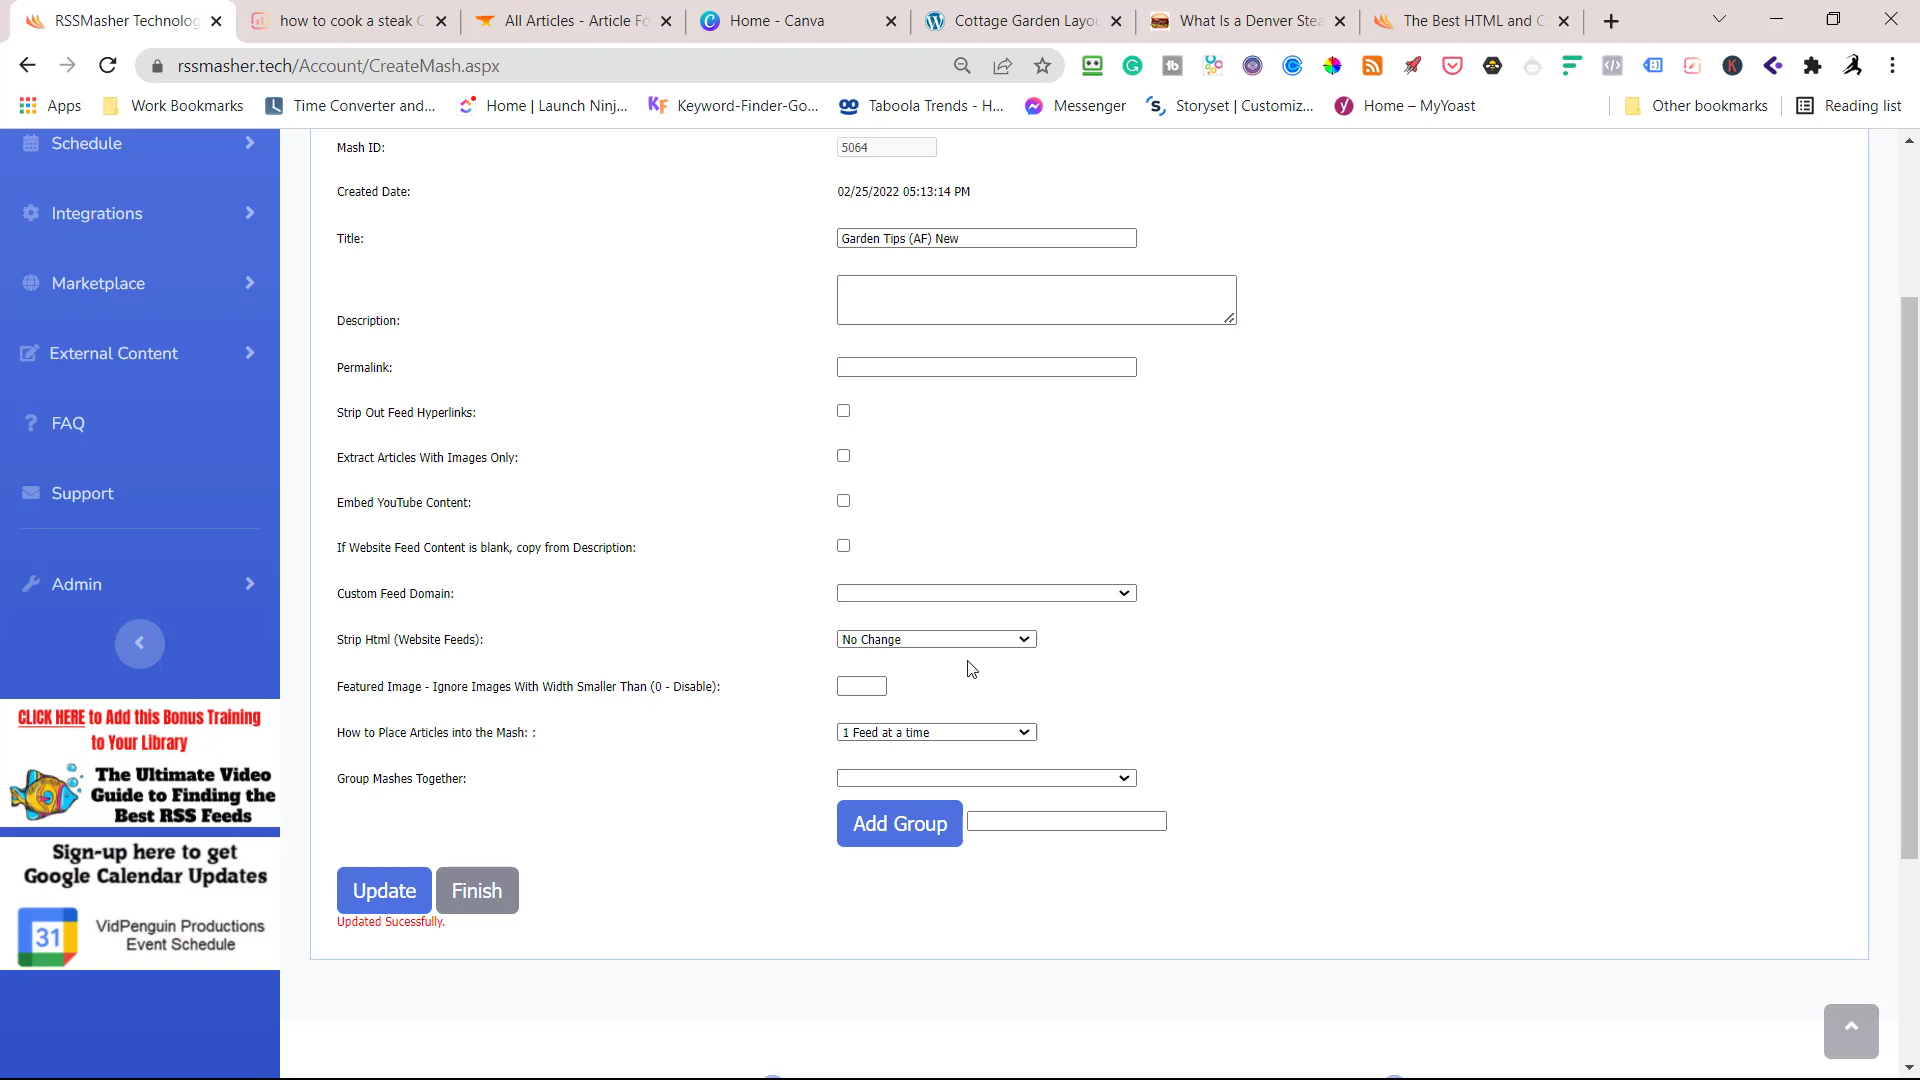 RSSMasher Technolog
how to cook a steak
All Articles - Article Fo
Home - Canva
Cottage Garden Layou
What Is a Denver Stea
The Best HTML and C
rssmasher.tech/Account/CreateMash.aspx
Apps
Work Bookmarks
Time Converter and...
Home | Launch Ninj...
Keyword-Finder-Go...
Taboola Trends - H...
Messenger
Storyset | Customiz...
Home – MyYoast
Other bookmarks
Reading list
Schedule
Integrations
Marketplace
External Content
FAQ
Support
Admin
CLICK HERE to Add this Bonus Training
to Your Library
The Ultimate Video
Guide to Finding the
Best RSS Feeds
Sign-up here to get
Google Calendar Updates
31
VidPenguin Productions
Event Schedule
Mash ID:
5064
Created Date:
02/25/2022 05:13:14 PM
Title:
Garden Tips (AF) New
Description:
Permalink:
Strip Out Feed Hyperlinks:
Extract Articles With Images Only:
Embed YouTube Content:
If Website Feed Content is blank, copy from Description:
Custom Feed Domain:
Strip Html (Website Feeds):
No Change
Featured Image - Ignore Images With Width Smaller Than (0 - Disable):
How to Place Articles into the Mash: :
1 Feed at a time
Group Mashes Together:
Add Group
Update
Finish
Updated Sucessfully.